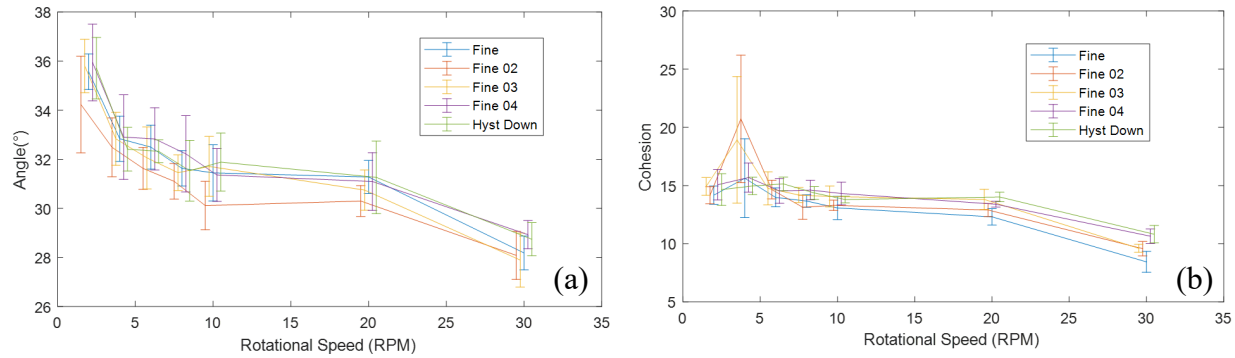 38
36
34
32
30
28
26
Angle(°)
0 5 10 15 20 25 30 35
Rotational Speed (RPM)
Fine
Fine 02
Fine 03
Fine 04
Hyst Down
(a)
30
25
20
15
10
5
Cohesion
0 5 10 15 20 25 30 35
Rotational Speed (RPM)
Fine
Fine 02
Fine 03
Fine 04
Hyst Down
(b)